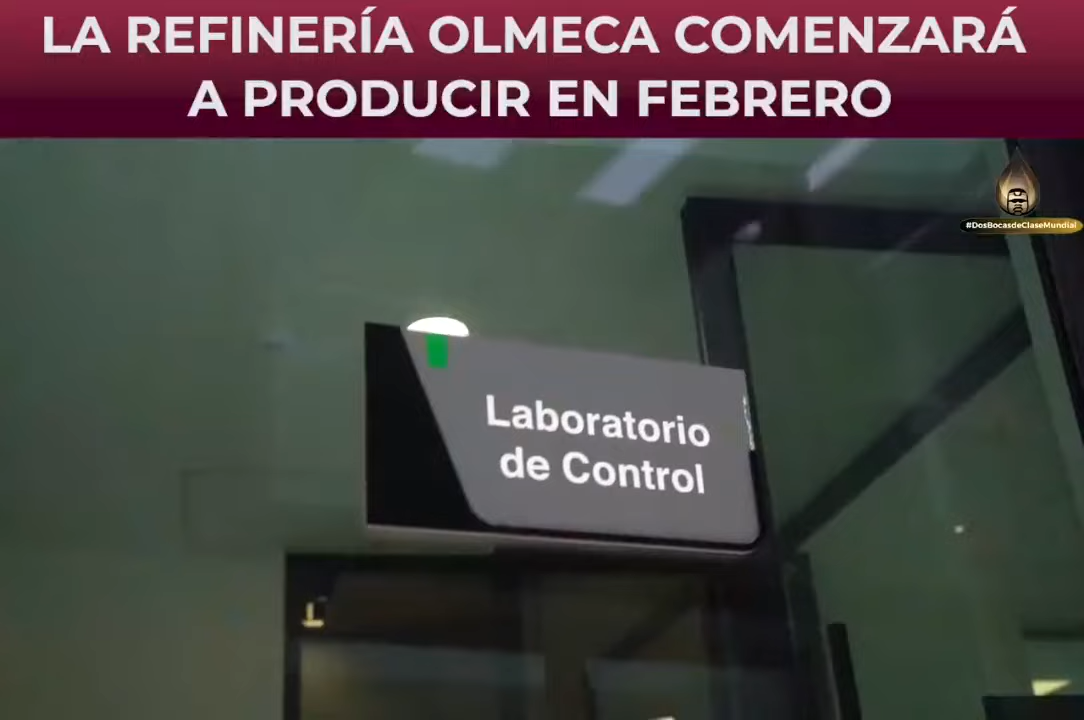 LA REFINERÍA OLMECA COMENZARÁ
A PRODUCIR EN FEBRERO
#DosBocasdeClaseMundial
Laboratorio
de Control